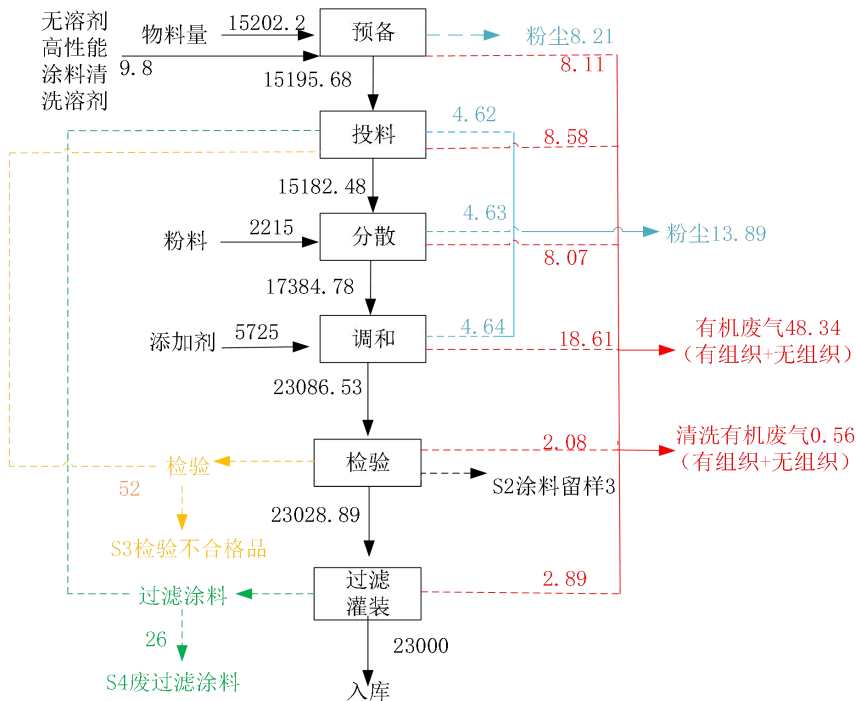 无溶剂
高性能
涂料清
洗溶剂
物料量
15202.2
9.8
预备
粉尘8.21
8.11
15195.68
投料
4.62
8.58
15182.48
粉料
2215
分散
4.63
粉尘13.89
8.07
17384.78
添加剂
5725
调和
4.64
18.61
有机废气48.34
(有组织+无组织)
23086.53
检验
2.08
清洗有机废气0.56
(有组织+无组织)
S2涂料留样3
检验
52
S3检验不合格品
23028.89
过滤
灌装
2.89
过滤涂料
26
S4废过滤涂料
23000
入库